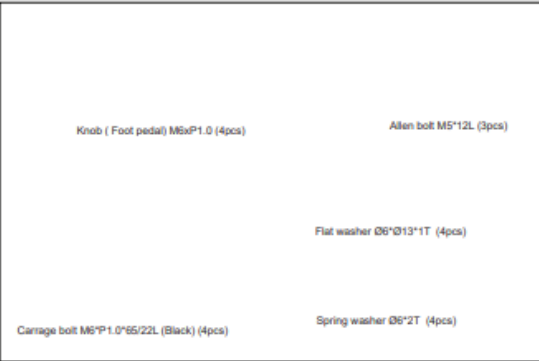 Knob ( Foot pedal) M6xP1.0 (4pcs)
Allen bolt M5*12L (3pcs)
Flat washer Ø6*Ø13*1T (4pcs)
Carrage bolt M6*P1.0*65/22L (Black) (4pcs)
Spring washer Ø6*2T (4pcs)